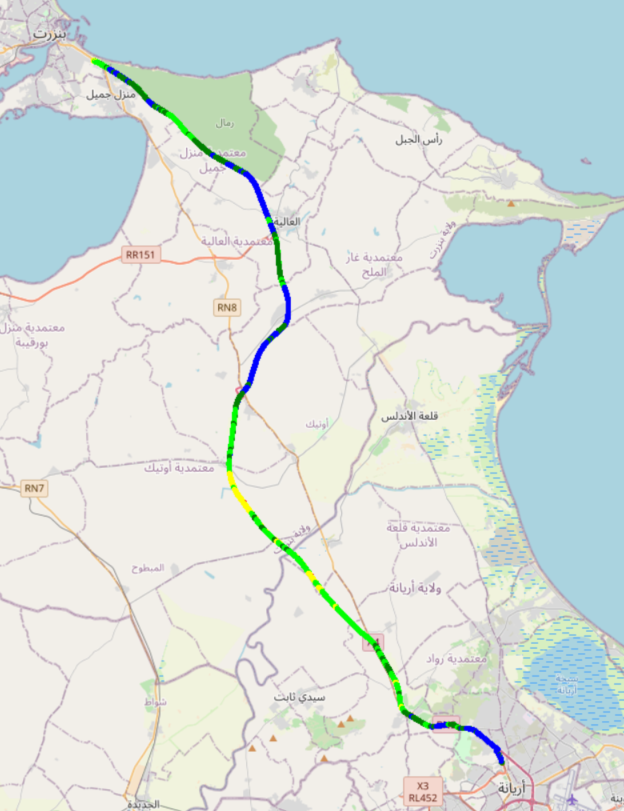 بنزرت
منزل جميل
رمال
معتمدية منزل
جميل
رأس الجبل
العالية
معتمدية العالية
ولاية بنزرت
RR151
معتمدية غار
الملح
RN8
معتمدية منزل
بورقيبة
قلعة الأندلس
أوتيك
معتمدية أوتيك
RN7
معتمدية قلعة
الأندلس
المبطوح
ولاية أريانة
معتمدية رواد
سيدي ثابت
شواط
أريانة
X3
RL452
الجديدة